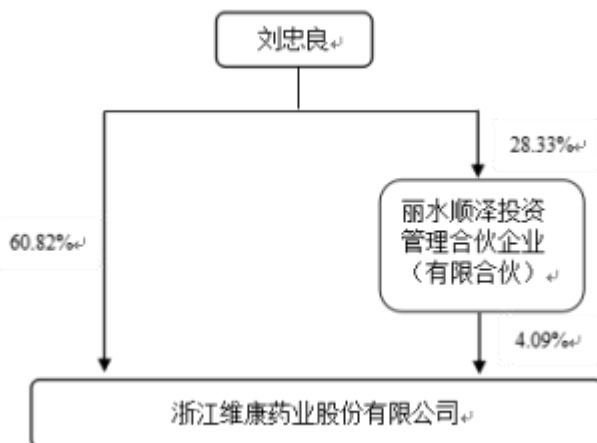 刘忠良
28.33%
丽水顺泽投资
管理合伙企业
（有限合伙）
60.82%
4.09%
浙江维康药业股份有限公司